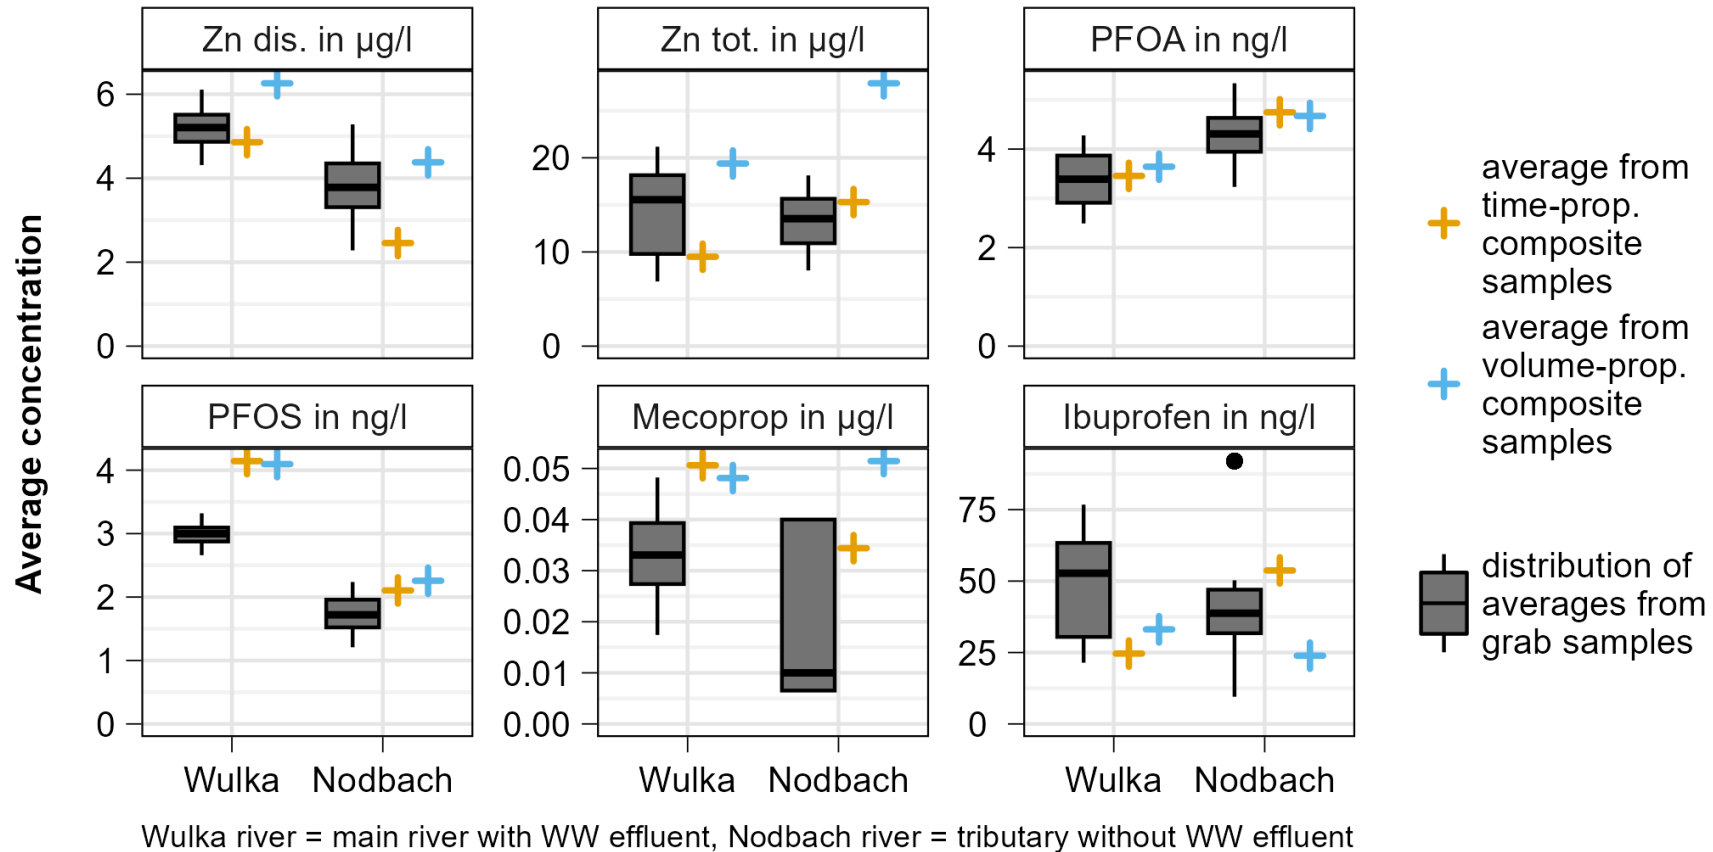 Zn dis. in µg/l
Zn tot. in µg/l
PFOA in ng/l
6
4
2
0
20
10
0
4
2
0
Average concentration
PFOS in ng/l
Mecoprop in µg/l
Ibuprofen in ng/l
4
3
2
1
0
0.05
0.04
0.03
0.02
0.01
0.00
75
50
25
0
Wulka Nodbach
Wulka Nodbach
Wulka Nodbach
Wulka river = main river with WW effluent, Nodbach river = tributary without WW effluent
average from
time-prop.
composite
samples
average from
volume-prop.
composite
samples
distribution of
averages from
grab samples